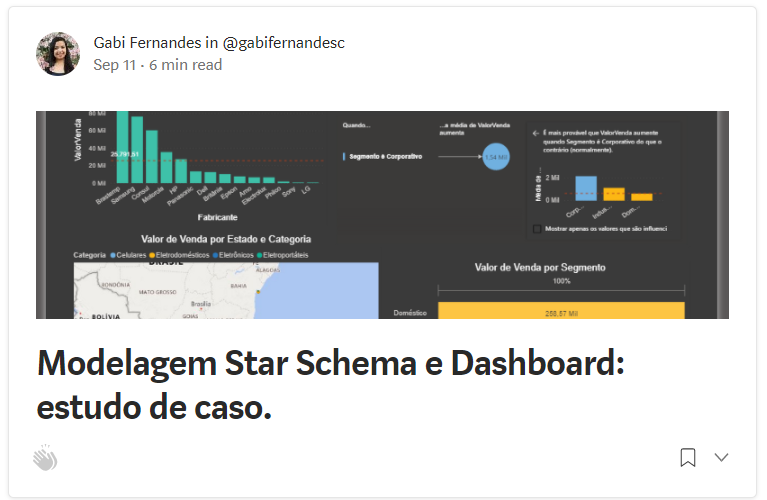 Gabi Fernandes in @gabifernandesc
Sep 11 · 6 min read
80 Mil
60 Mil
40 Mil
20 Mil
0 Mil
ValorVenda
25.791,51
Brastemp
Samsung
Consul
Motorola
HP
Panasonic
Dell
Britânia
Epson
Arno
Electrolux
Philco
Sony
LG
Fabricante
Quando...
...a média de ValorVenda
aumenta
Segmento é Corporativo
1,54 Mil
É mais provável que ValorVenda aumente
quando Segmento é Corporativo do que o
contrário (normalmente).
2 Mil
0 Mil
Média de ...
Corp...
Indus...
Dom...
Mostrar apenas os valores que são influenci
Valor de Venda por Estado e Categoria
Categoria Celulares Eletrodomésticos Eletrônicos Eletroportáteis
BRASIL
ALAGOAS
RONDÔNIA
MATO GROSSO
BAHIA
Brasília
GOIÁS
BOLÍVIA
Valor de Venda por Segmento
100%
Doméstico
258,57 Mil
Modelagem Star Schema e Dashboard:
estudo de caso.